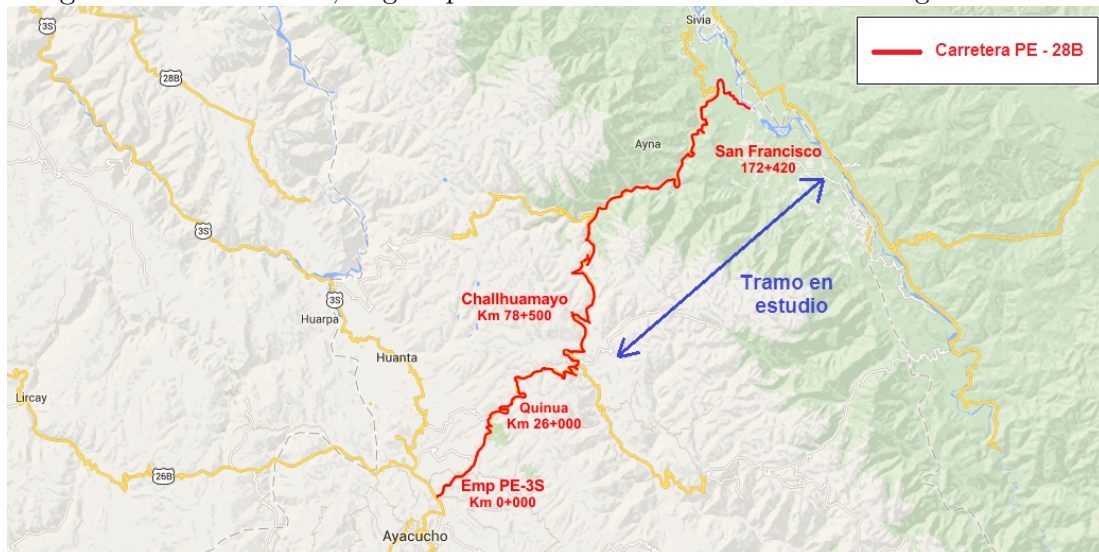 Sivia
Carretera PE - 28B
3S
28B
Ayna
San Francisco
172+420
3S
Tramo en
estudio
Challhuamayo
Km 78+500
3S
Huarpa
Huanta
Lircay
Quinua
Km 26+000
26B
Emp PE-3S
Km 0+000
Ayacucho